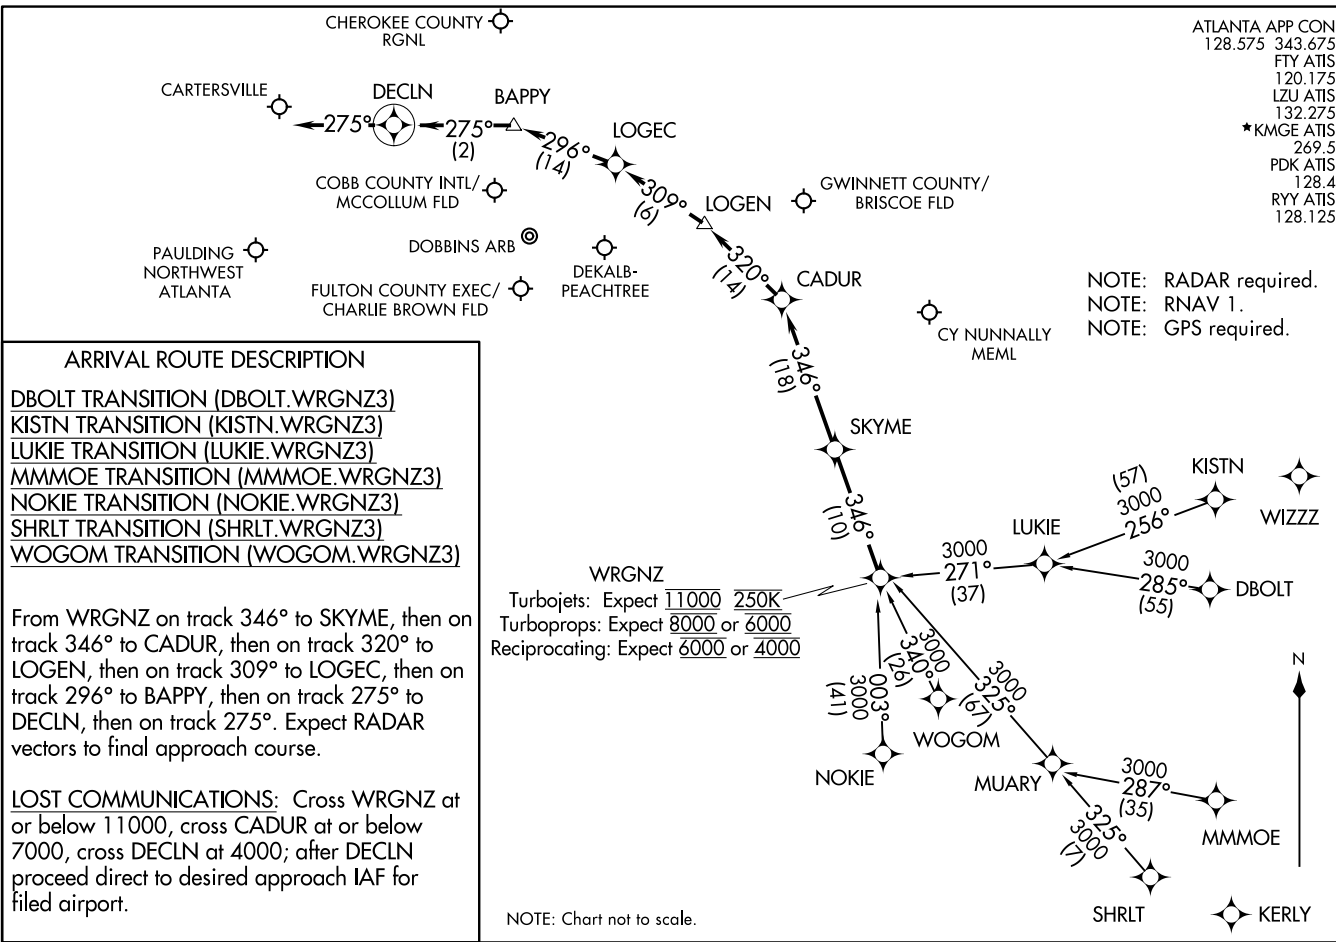 CHEROKEE COUNTY
RGNL
ATLANTA APP CON
128.575 343.675
FTY ATIS
120.175
LZU ATIS
132.275
★KMGE ATIS
269.5
PDK ATIS
128.4
RYY ATIS
128.125
CARTERSVILLE
DECLN
BAPPY
LOGEC
275°
275°
(2)
296°
(14)
309°
(6)
LOGEN
COBB COUNTY INTL/
MCCOLLUM FLD
GWINNETT COUNTY/
BRISCOE FLD
DOBBINS ARB
PAULDING
NORTHWEST
ATLANTA
DEKALB-
PEACHTREE
FULTON COUNTY EXEC/
CHARLIE BROWN FLD
320°
(14)
CADUR
NOTE: RADAR required.
NOTE: RNAV 1.
NOTE: GPS required.
CY NUNNALLY
MEML
346°
(18)
SKYME
346°
(10)
ARRIVAL ROUTE DESCRIPTION
DBOLT TRANSITION (DBOLT.WRGNZ3)
KISTN TRANSITION (KISTN.WRGNZ3)
LUKIE TRANSITION (LUKIE.WRGNZ3)
MMMOE TRANSITION (MMMOE.WRGNZ3)
NOKIE TRANSITION (NOKIE.WRGNZ3)
SHRLT TRANSITION (SHRLT.WRGNZ3)
WOGOM TRANSITION (WOGOM.WRGNZ3)
From WRGNZ on track 346° to SKYME, then on
track 346° to CADUR, then on track 320° to
LOGEN, then on track 309° to LOGEC, then on
track 296° to BAPPY, then on track 275° to
DECLN, then on track 275°. Expect RADAR
vectors to final approach course.
LOST COMMUNICATIONS: Cross WRGNZ at
or below 11000, cross CADUR at or below
7000, cross DECLN at 4000; after DECLN
proceed direct to desired approach IAF for
filed airport.
KISTN
WIZZZ
(57)
3000
256°
LUKIE
3000
271°
(37)
3000
285°
(55)
DBOLT
WRGNZ
Turbojets: Expect 11000 250K
Turboprops: Expect 8000 or 6000
Reciprocating: Expect 6000 or 4000
003°
3000
(41)
NOKIE
3000
340°
(26)
WOGOM
3000
325°
(67)
MUARY
3000
287°
(35)
MMMOE
325°
3000
(7)
SHRLT
KERLY
N
NOTE: Chart not to scale.